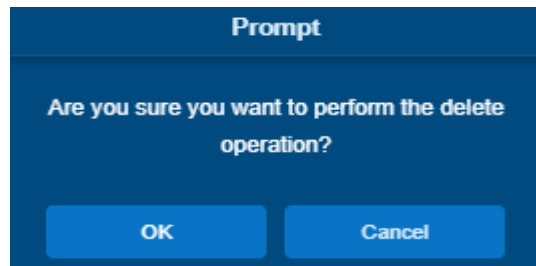 Prompt
Are you sure you want to perform the delete
operation?
OK
Cancel